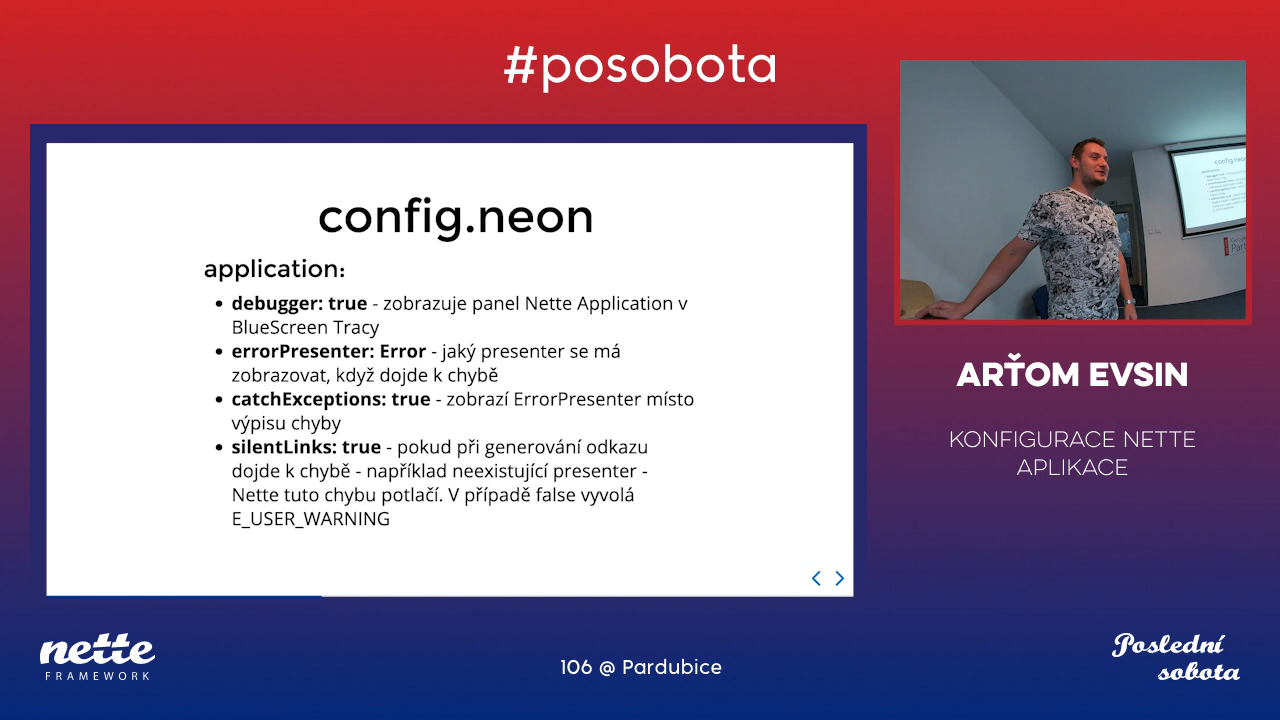 #posobota
config.neon
application:
• debugger: true - zobrazuje panel Nette Application v
BlueScreen Tracy
• errorPresenter: Error - jaký presenter se má
zobrazovat, když dojde k chybě
• catchExceptions: true - zobrazí ErrorPresenter místo
výpisu chyby
• silentLinks: true - pokud při generování odkazu
dojde k chybě - například neexistující presenter -
Nette tuto chybu potlačí. V případě false vyvolá
E_USER_WARNING
config.neon
ARŤOM EVSIN
KONFIGURACE NETTE
APLIKACE
nette
FRAMEWORK
106 @ Pardubice
Poslední
sobota